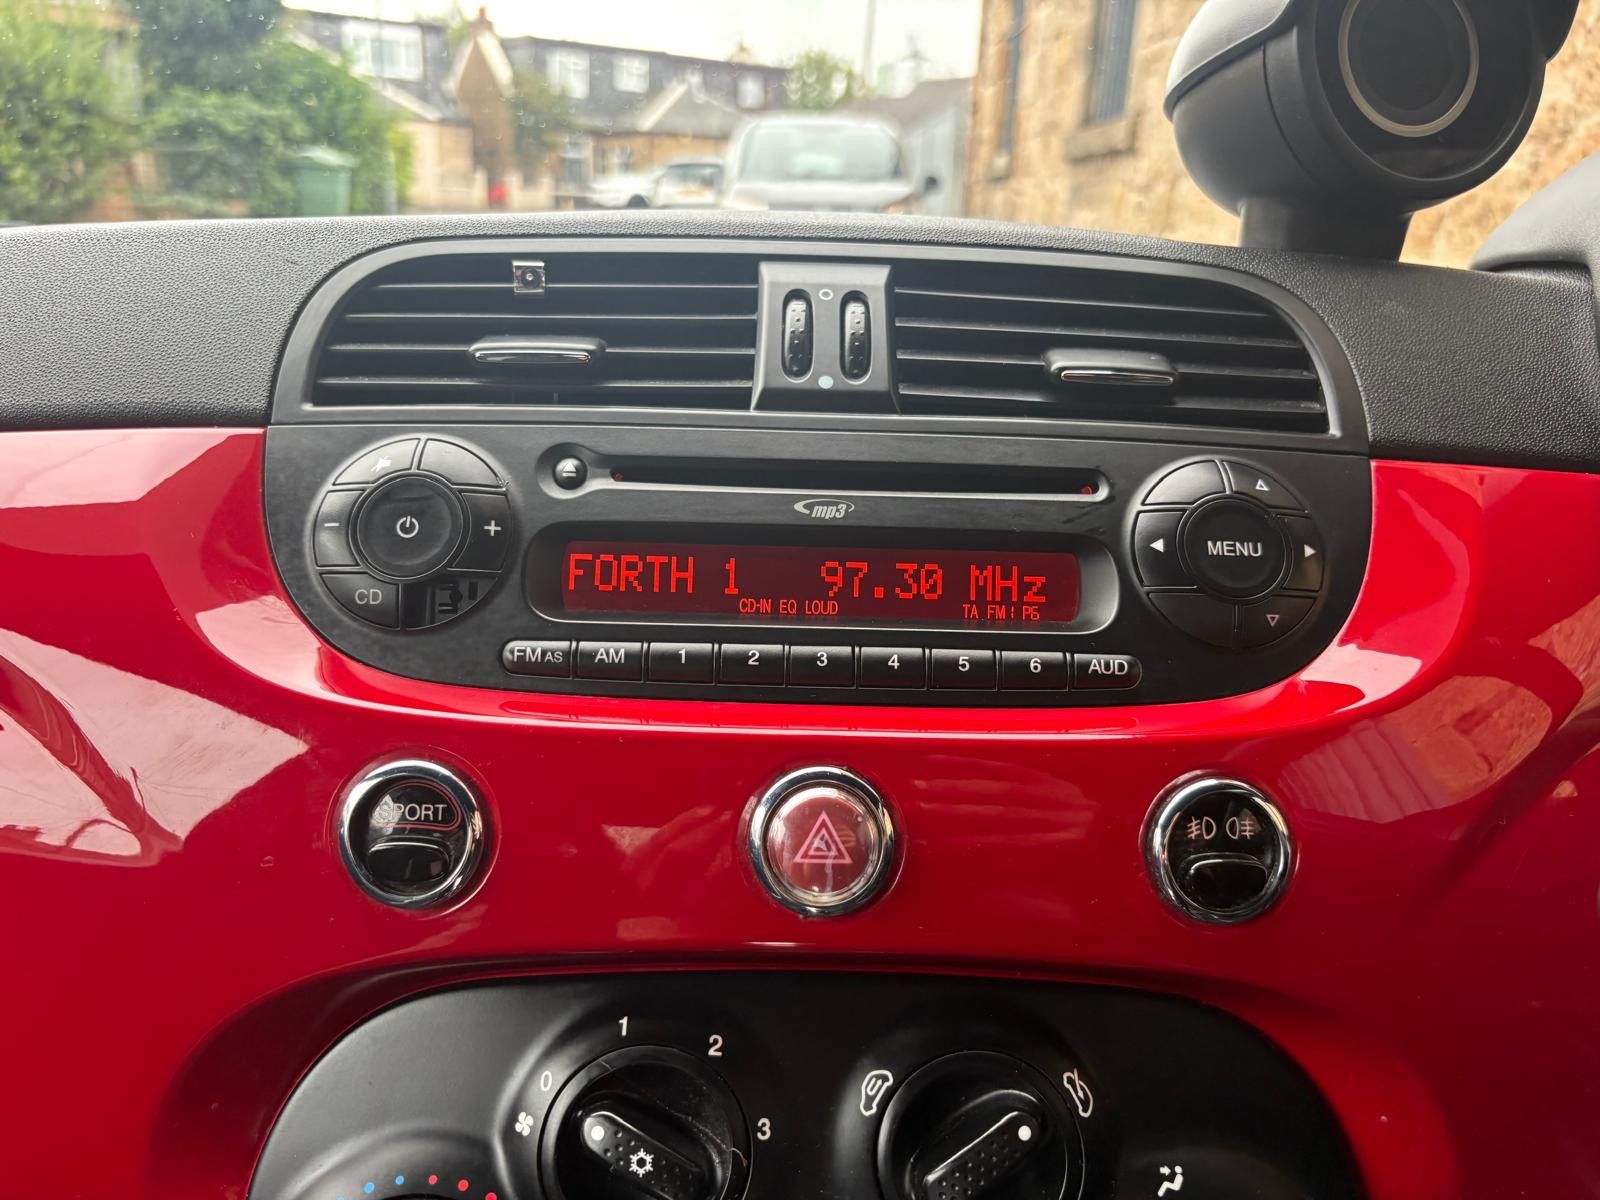 mp3
FORTH 1 97.30 MHz
CD-IN EQ LOUD TA FM1 P6
− +
CD
MENU
FM AS AM 1 2 3 4 5 6 AUD
SPORT
0 1 2 3